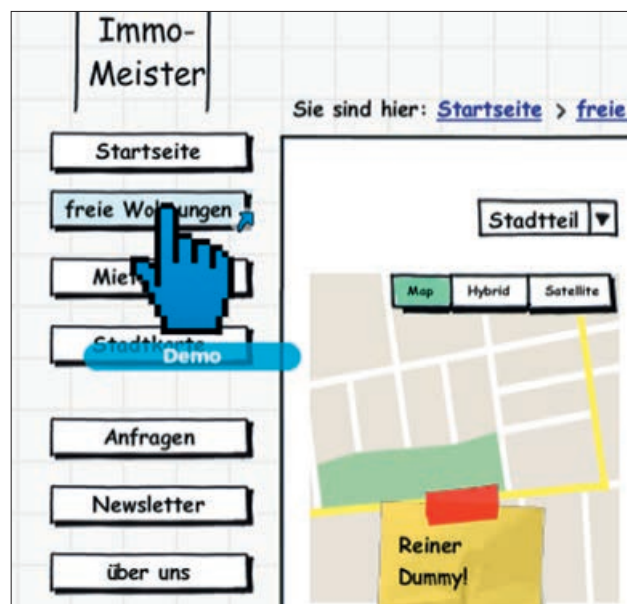 Immo-
Meister
Sie sind hier: Startseite > freie
Startseite
freie Wohnungen
Stadtteil
Map Hybrid Satellite
Stadtkarte
Demo
Anfragen
Newsletter
über uns
Reiner
Dummy!